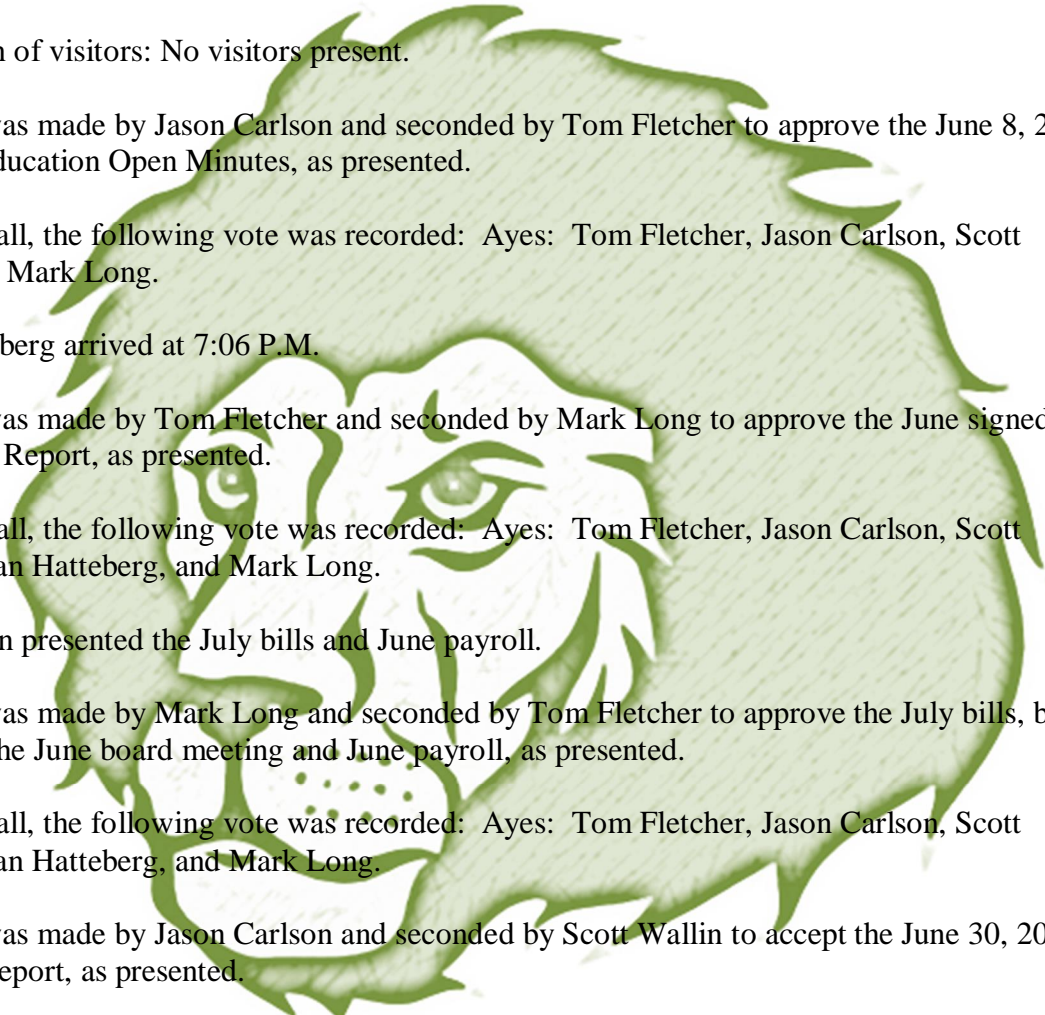 of visitors: No visitors present.
was made by Jason Carlson and seconded by Tom Fletcher to approve the June 8, 2
Education Open Minutes, as presented.
all, the following vote was recorded: Ayes: Tom Fletcher, Jason Carlson, Scott
Mark Long.
berg arrived at 7:06 P.M.
was made by Tom Fletcher and seconded by Mark Long to approve the June signed
Report, as presented.
all, the following vote was recorded: Ayes: Tom Fletcher, Jason Carlson, Scott
an Hatteberg, and Mark Long.
n presented the July bills and June payroll.
was made by Mark Long and seconded by Tom Fletcher to approve the July bills, b
the June board meeting and June payroll, as presented.
all, the following vote was recorded: Ayes: Tom Fletcher, Jason Carlson, Scott
an Hatteberg, and Mark Long.
was made by Jason Carlson and seconded by Scott Wallin to accept the June 30, 20
eport, as presented.